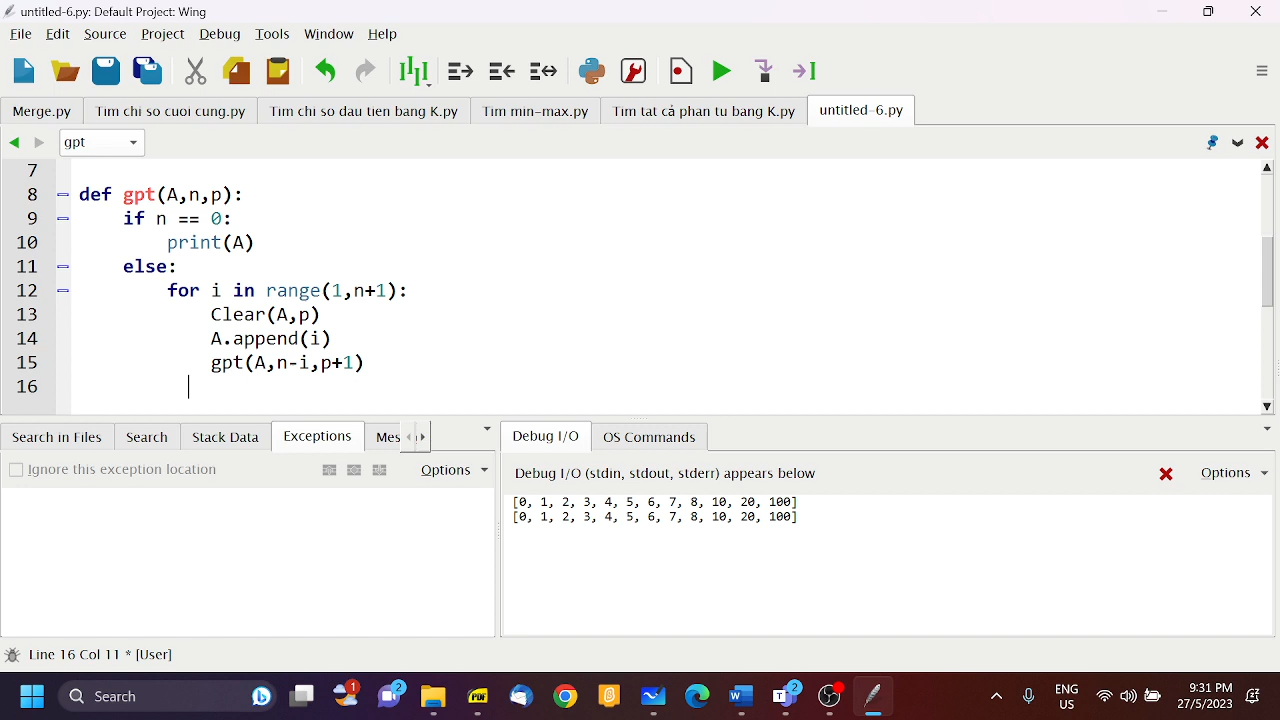 untitled-6.py: Default Project: Wing
File Edit Source Project Debug Tools Window Help
Merge.py Tim chi so cuoi cung.py Tim chi so dau tien bang K.py Tim min-max.py Tim tat cả phan tu bang K.py untitled-6.py
gpt
7
8 def gpt(A,n,p):
9 if n == 0:
10 print(A)
11 else:
12 for i in range(1,n+1):
13 Clear(A,p)
14 A.append(i)
15 gpt(A,n-i,p+1)
16
Search in Files Search Stack Data Exceptions Mes
Debug I/O OS Commands
Ignore this exception location Options
Debug I/O (stdin, stdout, stderr) appears below Options
[0, 1, 2, 3, 4, 5, 6, 7, 8, 10, 20, 100]
[0, 1, 2, 3, 4, 5, 6, 7, 8, 10, 20, 100]
Line 16 Col 11 * [User]
Search
1
2
PDF
2
ENG
US
9:31 PM
27/5/2023